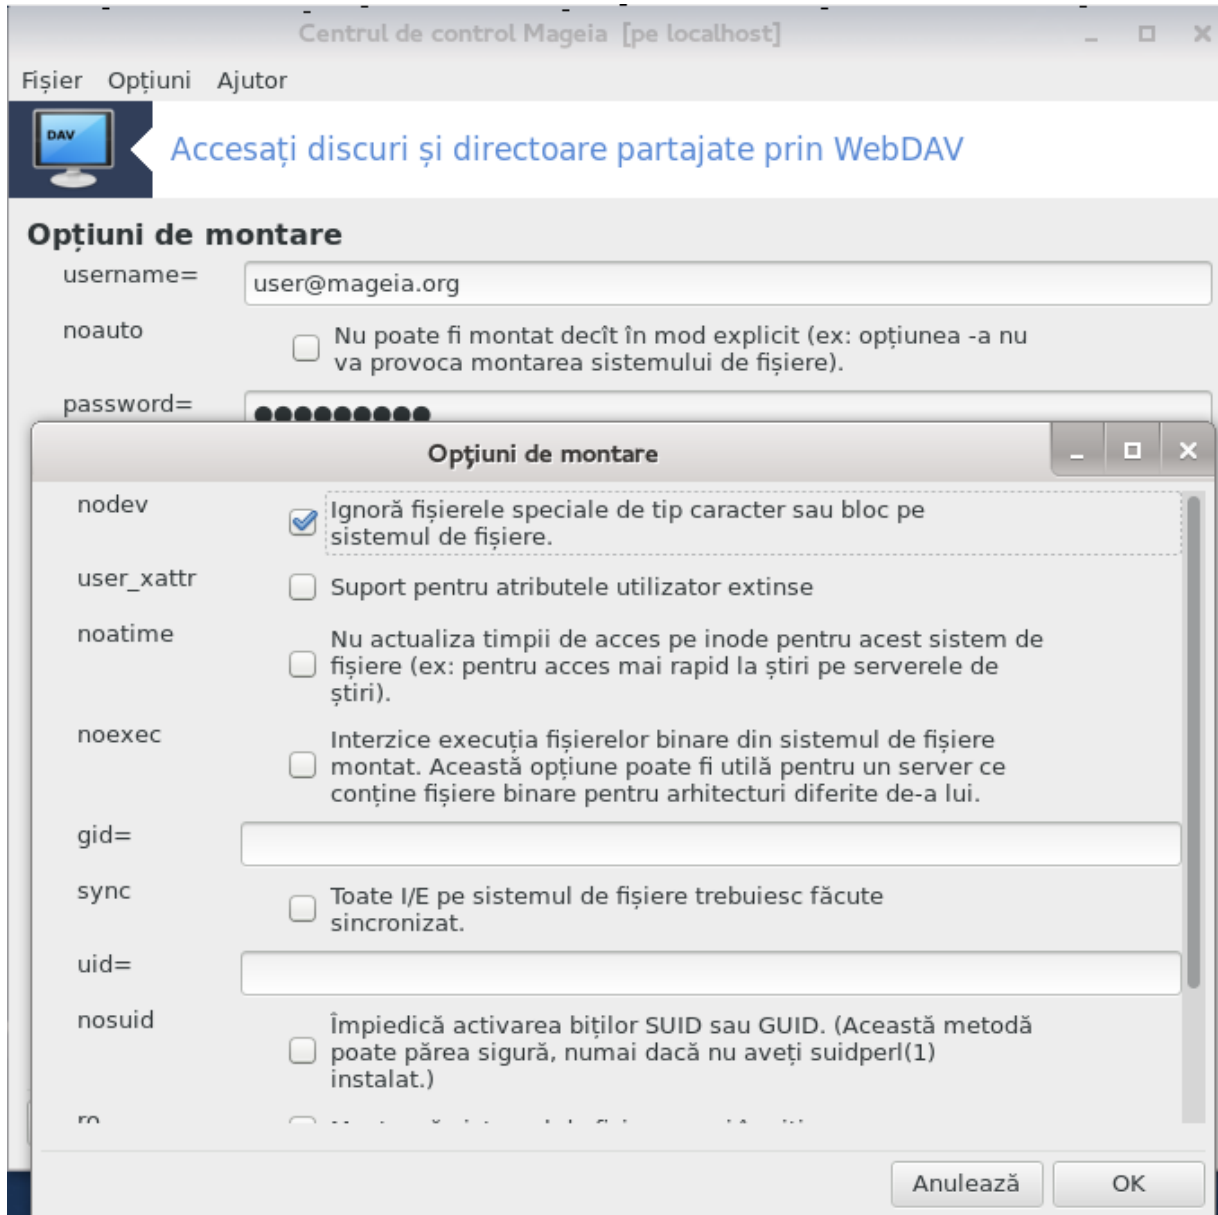 Centrul de control Mageia [pe localhost]
Fișier Opțiuni Ajutor
DAV
Accesați discuri și directoare partajate prin WebDAV
Opțiuni de montare
username=
user@mageia.org
noauto
Nu poate fi montat decît în mod explicit (ex: opțiunea -a nu
va provoca montarea sistemului de fișiere).
password=
Opțiuni de montare
nodev
Ignoră fișierele speciale de tip caracter sau bloc pe
sistemul de fișiere.
user_xattr
Suport pentru atributele utilizator extinse
noatime
Nu actualiza timpii de acces pe inode pentru acest sistem de
fișiere (ex: pentru acces mai rapid la știri pe serverele de
știri).
noexec
Interzice execuția fișierelor binare din sistemul de fișiere
montat. Această opțiune poate fi utilă pentru un server ce
conține fișiere binare pentru arhitecturi diferite de-a lui.
gid=
sync
Toate I/E pe sistemul de fișiere trebuiesc făcute
sincronizat.
uid=
nosuid
Împiedică activarea biților SUID sau GUID. (Această metodă
poate părea sigură, numai dacă nu aveți suidperl(1)
instalat.)
ro
Anulează
OK